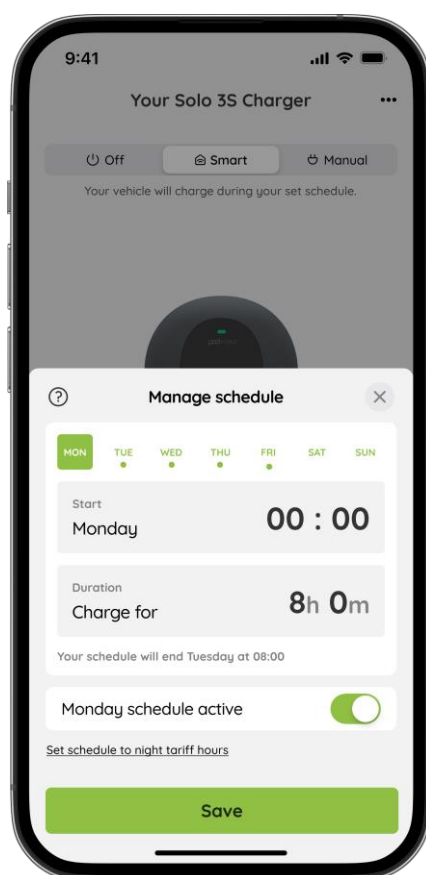 9:41
Your Solo 3S Charger
Off Smart Manual
Your vehicle will charge during your set schedule.
Manage schedule
MON TUE WED THU FRI SAT SUN
Start
Monday 00 : 00
Duration
Charge for 8h 0m
Your schedule will end Tuesday at 08:00
Monday schedule active
Set schedule to night tariff hours
Save